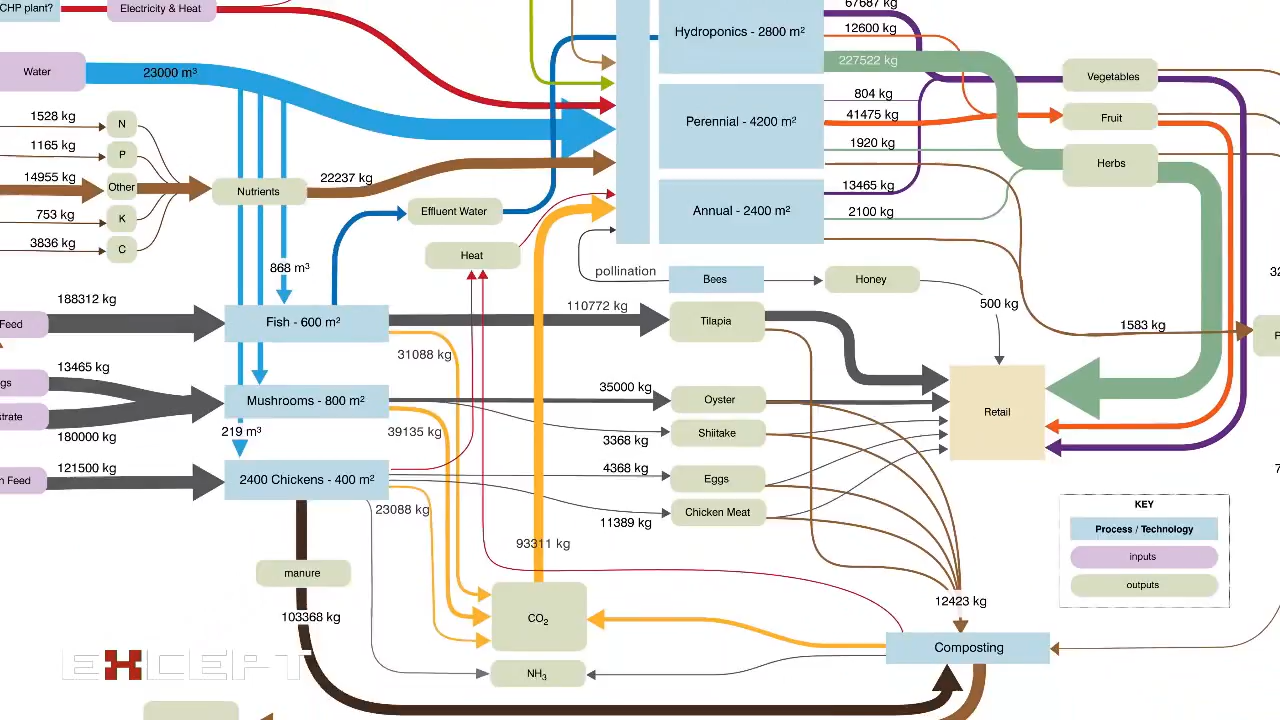 CHP plant?
Electricity & Heat
67687 kg
Hydroponics - 2800 m²
12600 kg
227522 kg
Water
23000 m³
Vegetables
804 kg
1528 kg
N
Perennial - 4200 m²
41475 kg
Fruit
1165 kg
P
1920 kg
Herbs
14955 kg
Other
Nutrients
22237 kg
13465 kg
753 kg
K
Effluent Water
Annual - 2400 m²
2100 kg
3836 kg
C
Heat
868 m³
pollination
Bees
Honey
188312 kg
110772 kg
500 kg
Feed
Fish - 600 m²
Tilapia
1583 kg
31088 kg
13465 kg
gs
35000 kg
Oyster
Mushrooms - 800 m²
Retail
strate
219 m³
39135 kg
3368 kg
Shiitake
180000 kg
121500 kg
4368 kg
Eggs
n Feed
2400 Chickens - 400 m²
23088 kg
11389 kg
Chicken Meat
KEY
Process / Technology
93311 kg
inputs
manure
outputs
103368 kg
CO₂
12423 kg
Composting
EXCEPT
NH₃